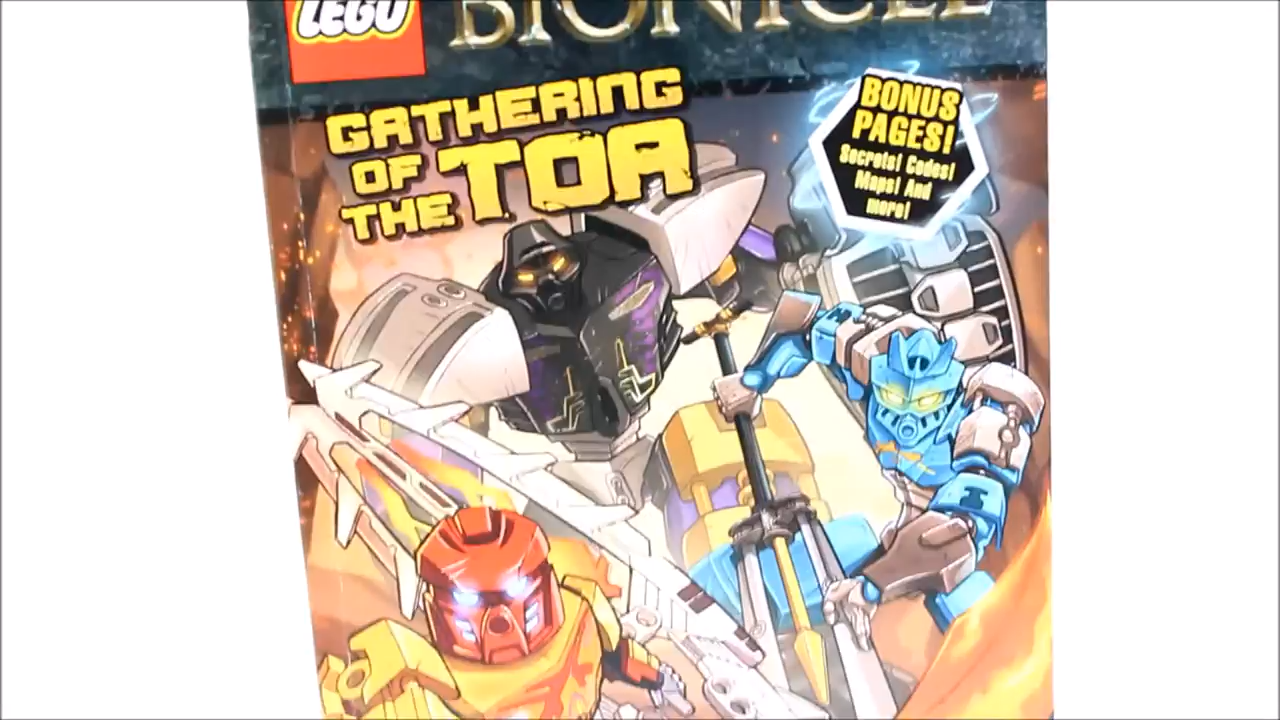 LEGO
BIONICLE
GATHERING
OF
THE TOA
BONUS
PAGES!
Secrets! Codes!
Maps! And
more!